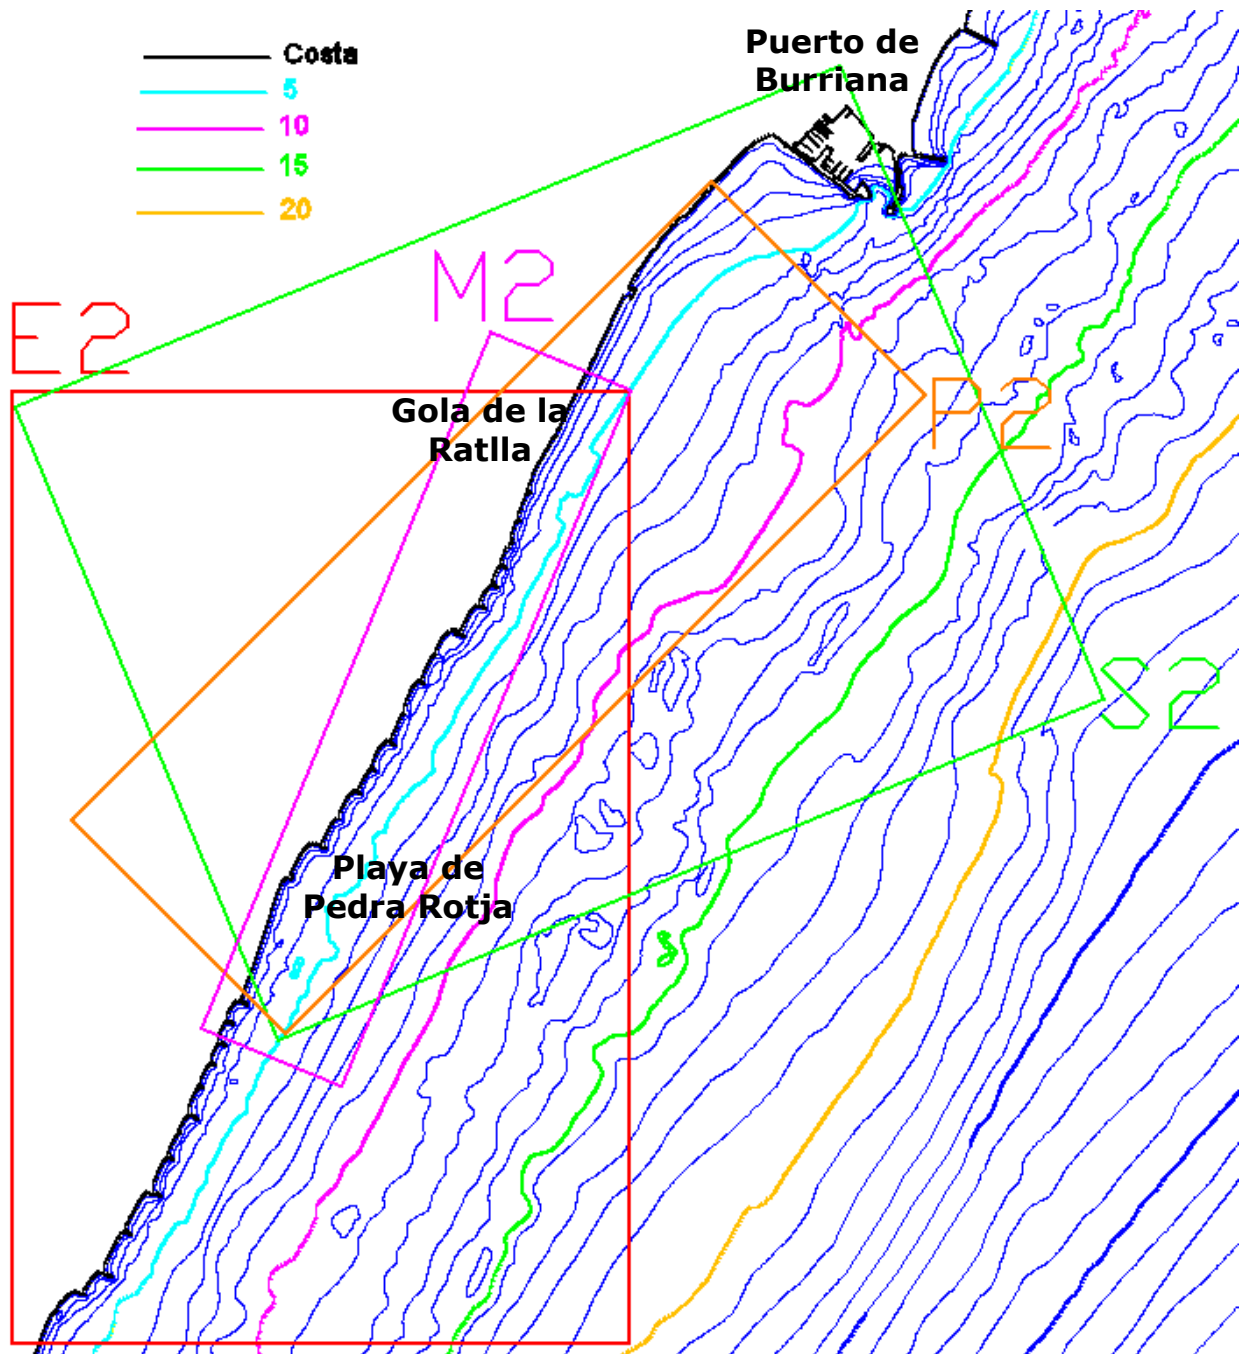 Costa
5
10
15
20
Puerto de
Burriana
M2
E2
Gola de la
Ratlla
P2
S2
Playa de
Pedra Rotja